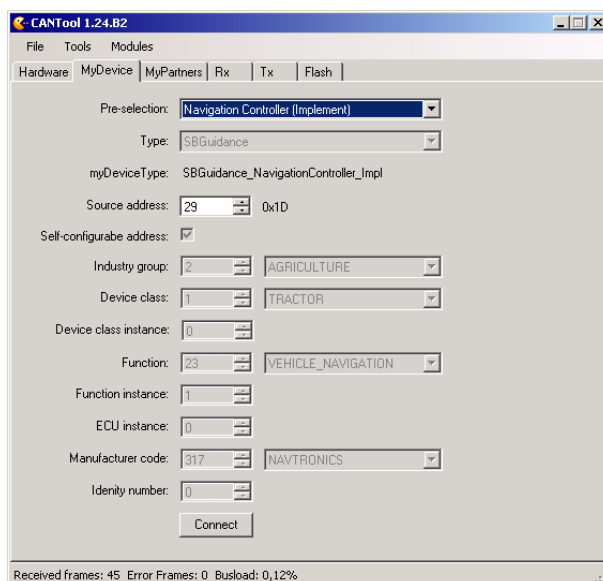 CANTool 1.24.B2
File Tools Modules
Hardware MyDevice MyPartners Rx Tx Flash
Pre-selection: Navigation Controller (Implement)
Type: SBGuidance
myDeviceType: SBGuidance_NavigationController_Impl
Source address: 29 0x1D
Self-configurabe address:
Industry group: 2 AGRICULTURE
Device class: 1 TRACTOR
Device class instance: 0
Function: 23 VEHICLE_NAVIGATION
Function instance: 1
ECU instance: 0
Manufacturer code: 317 NAVTRONICS
Idenity number: 0
Connect
Received frames: 45 Error Frames: 0 Busload: 0,12%